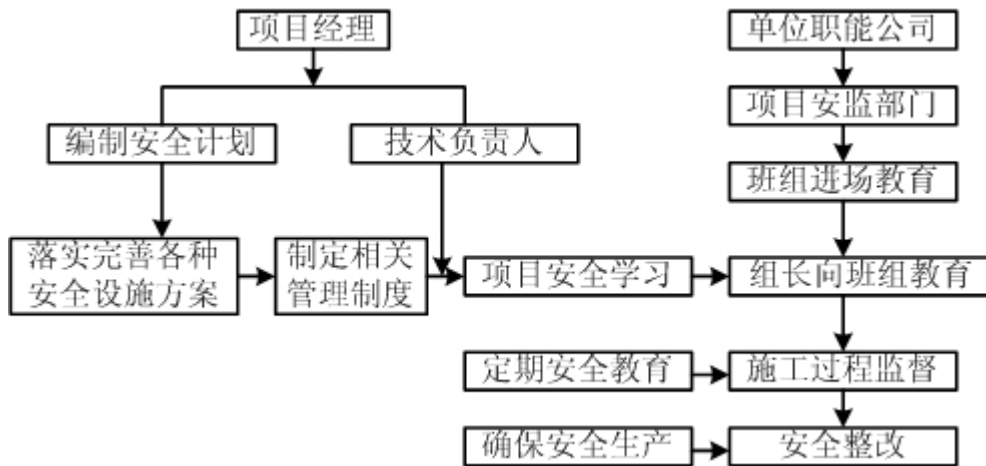 项目经理
单位职能公司
项目安监部门
编制安全计划
技术负责人
班组进场教育
落实完善各种
安全设施方案
制定相关
管理制度
项目安全学习
组长向班组教育
定期安全教育
施工过程监督
确保安全生产
安全整改